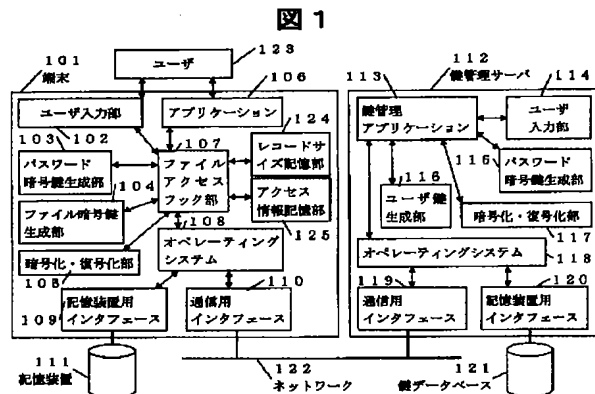 図１
１０１
端末
１２３
ユーザ
１０６
１１２
鍵管理サーバ
１１３
１１４
ユーザ入力部
１０３
１０２
アプリケーション
１２４
１０７
パスワード
暗号鍵生成部
１０４
ファイル
アクセス
フック部
レコードサ
イズ記憶部
アクセス
情報記憶部
１２５
ファイル暗号鍵
生成部
１０８
オペレーティング
システム
暗号化・復号化部
１０９
記憶装置用
インタフェース
１１０
通信用
インタフェース
１１１
記憶装置
鍵管理
アプリケーション
ユーザ
入力部
パスワード
暗号鍵生成部
１１６
ユーザ鍵
生成部
暗号化・復号化部
１１７
オペレーティングシステム
１１８
１１９
通信用
インタフェース
１２０
記憶装置用
インタフェース
１２２
ネットワーク
１２１
鍵データベース